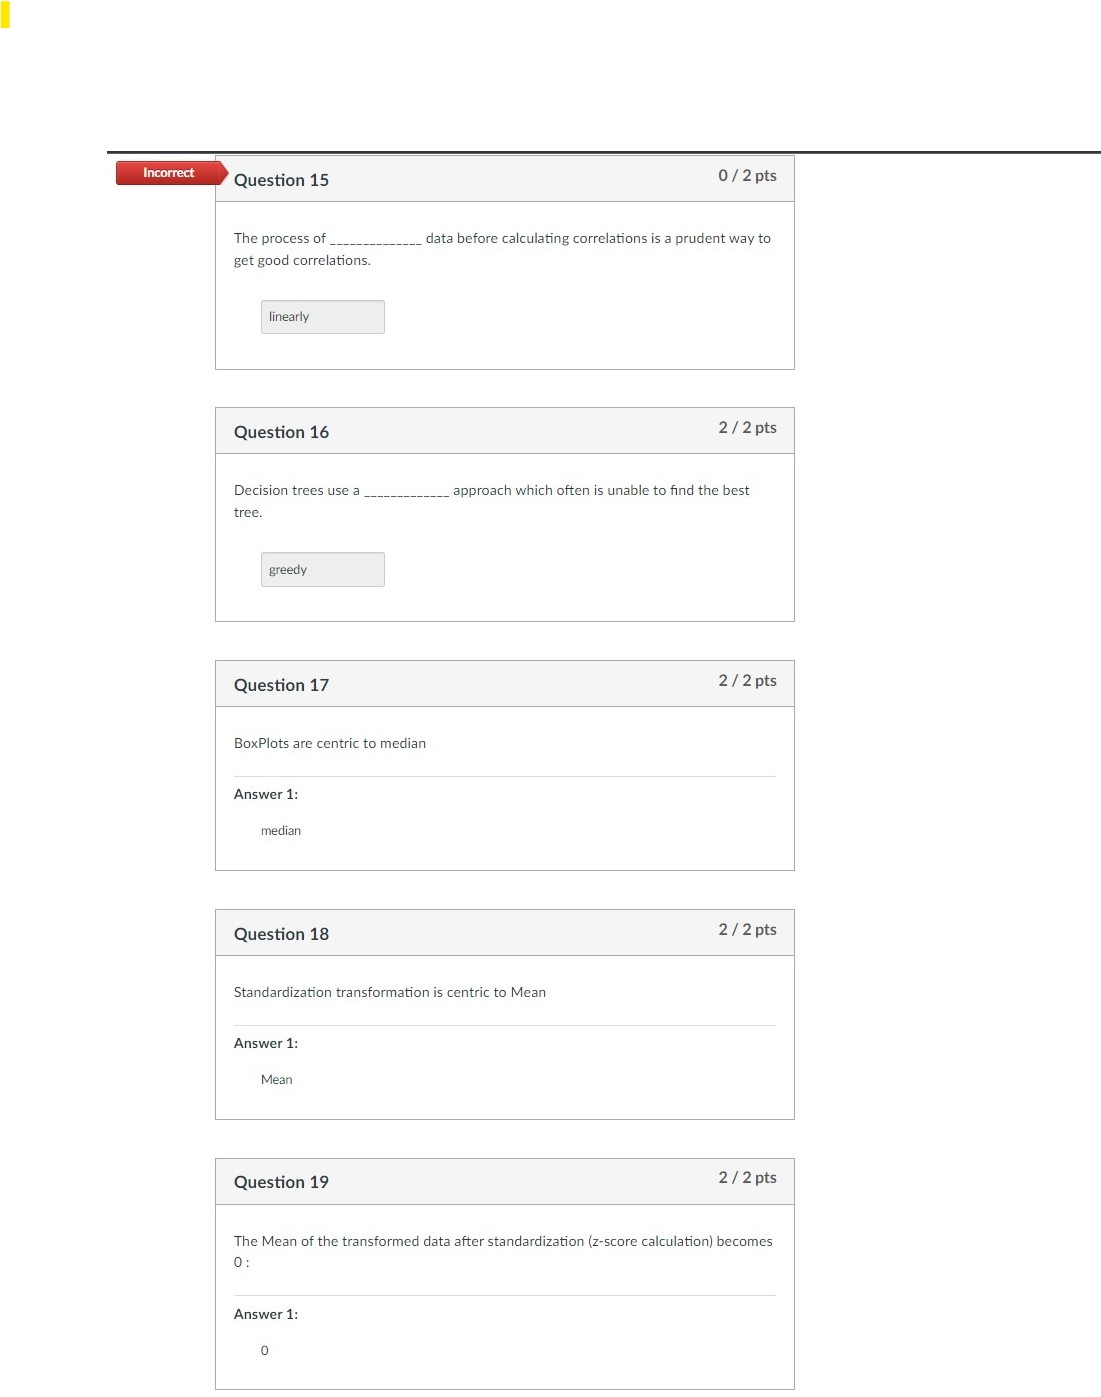 Incorrect
Question 15
0 / 2 pts
The process of ______________ data before calculating correlations is a prudent way to
get good correlations.
linearly
Question 16
2 / 2 pts
Decision trees use a _____________ approach which often is unable to find the best
tree.
greedy
Question 17
2 / 2 pts
BoxPlots are centric to median
Answer 1:
median
Question 18
2 / 2 pts
Standardization transformation is centric to Mean
Answer 1:
Mean
Question 19
2 / 2 pts
The Mean of the transformed data after standardization (z-score calculation) becomes
0 :
Answer 1:
0